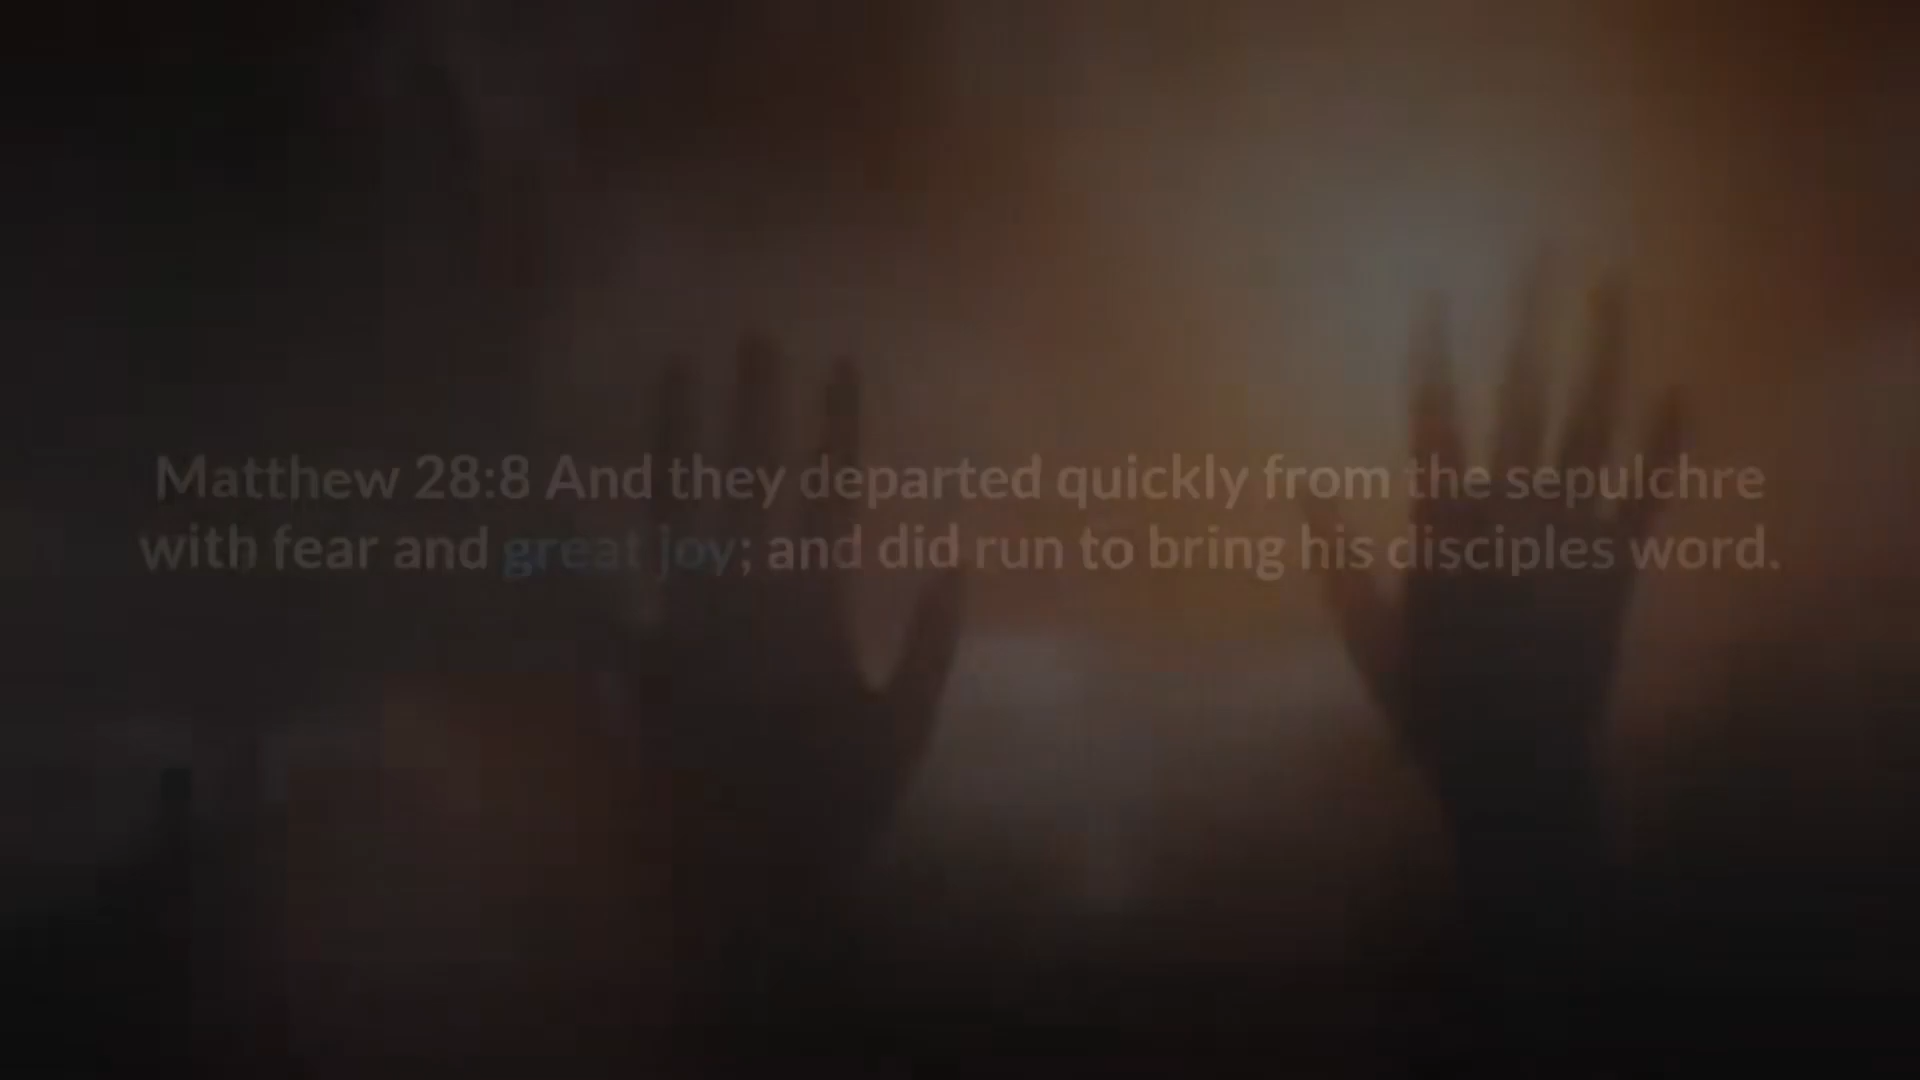 Matthew 28:8 And they departed quickly from the sepulchre
with fear and great joy; and did run to bring his disciples word.